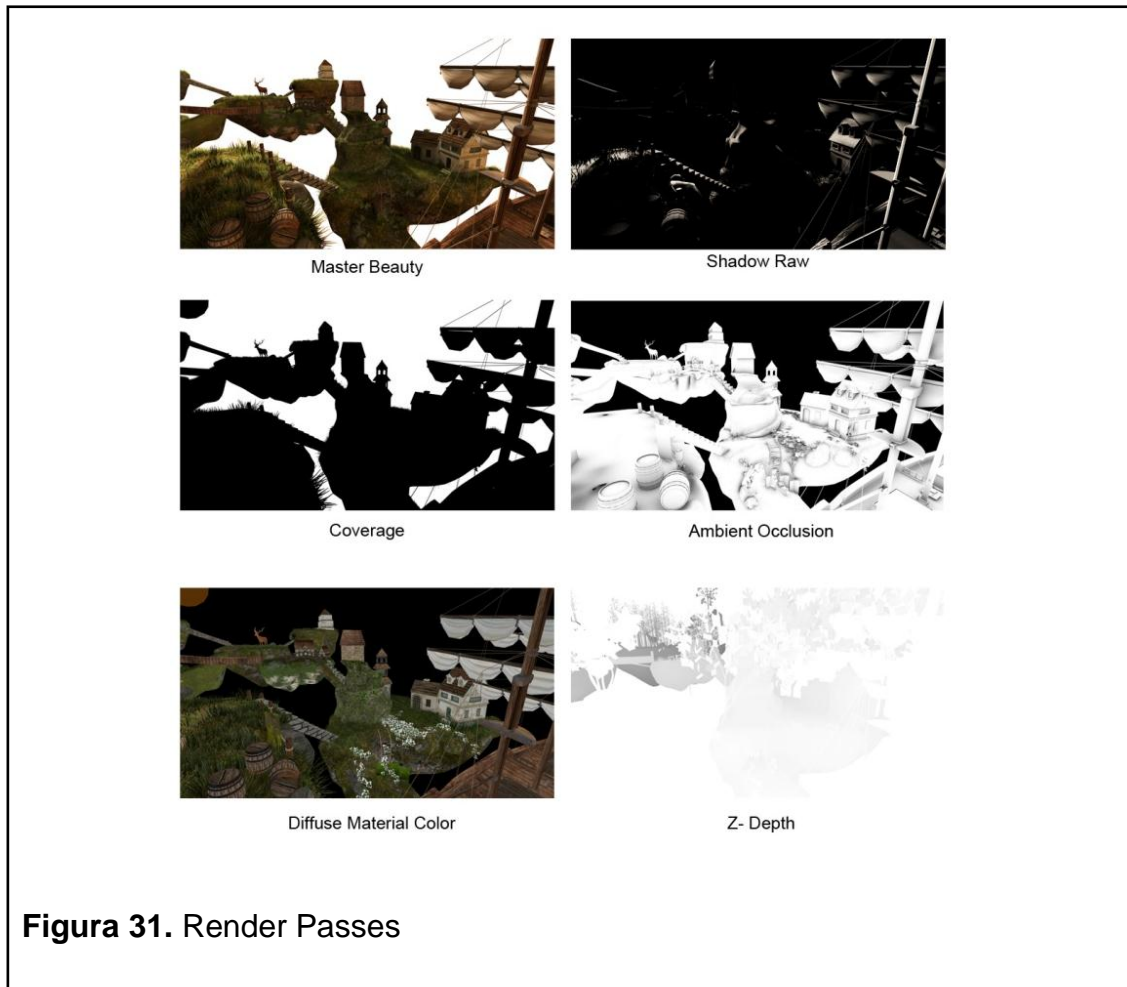 Master Beauty
Shadow Raw
Coverage
Ambient Occlusion
Diffuse Material Color
Z- Depth
Figura 31. Render Passes